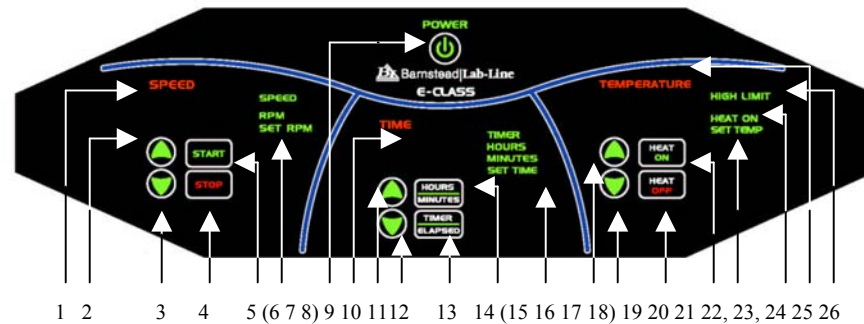 POWER
Barnstead|Lab-Line
E-CLASS
SPEED
SPEED
RPM
SET RPM
START
STOP
TIME
TIMER
HOURS
MINUTES
SET TIME
HOURS
MINUTES
TIMER
ELAPSED
TEMPERATURE
HIGH LIMIT
HEAT ON
SET TEMP
HEAT
ON
HEAT
OFF
1 2 3 4 5 (6 7 8) 9 10 1112 13 14 (15 16 17 18) 19 20 21 22, 23, 24 25 26